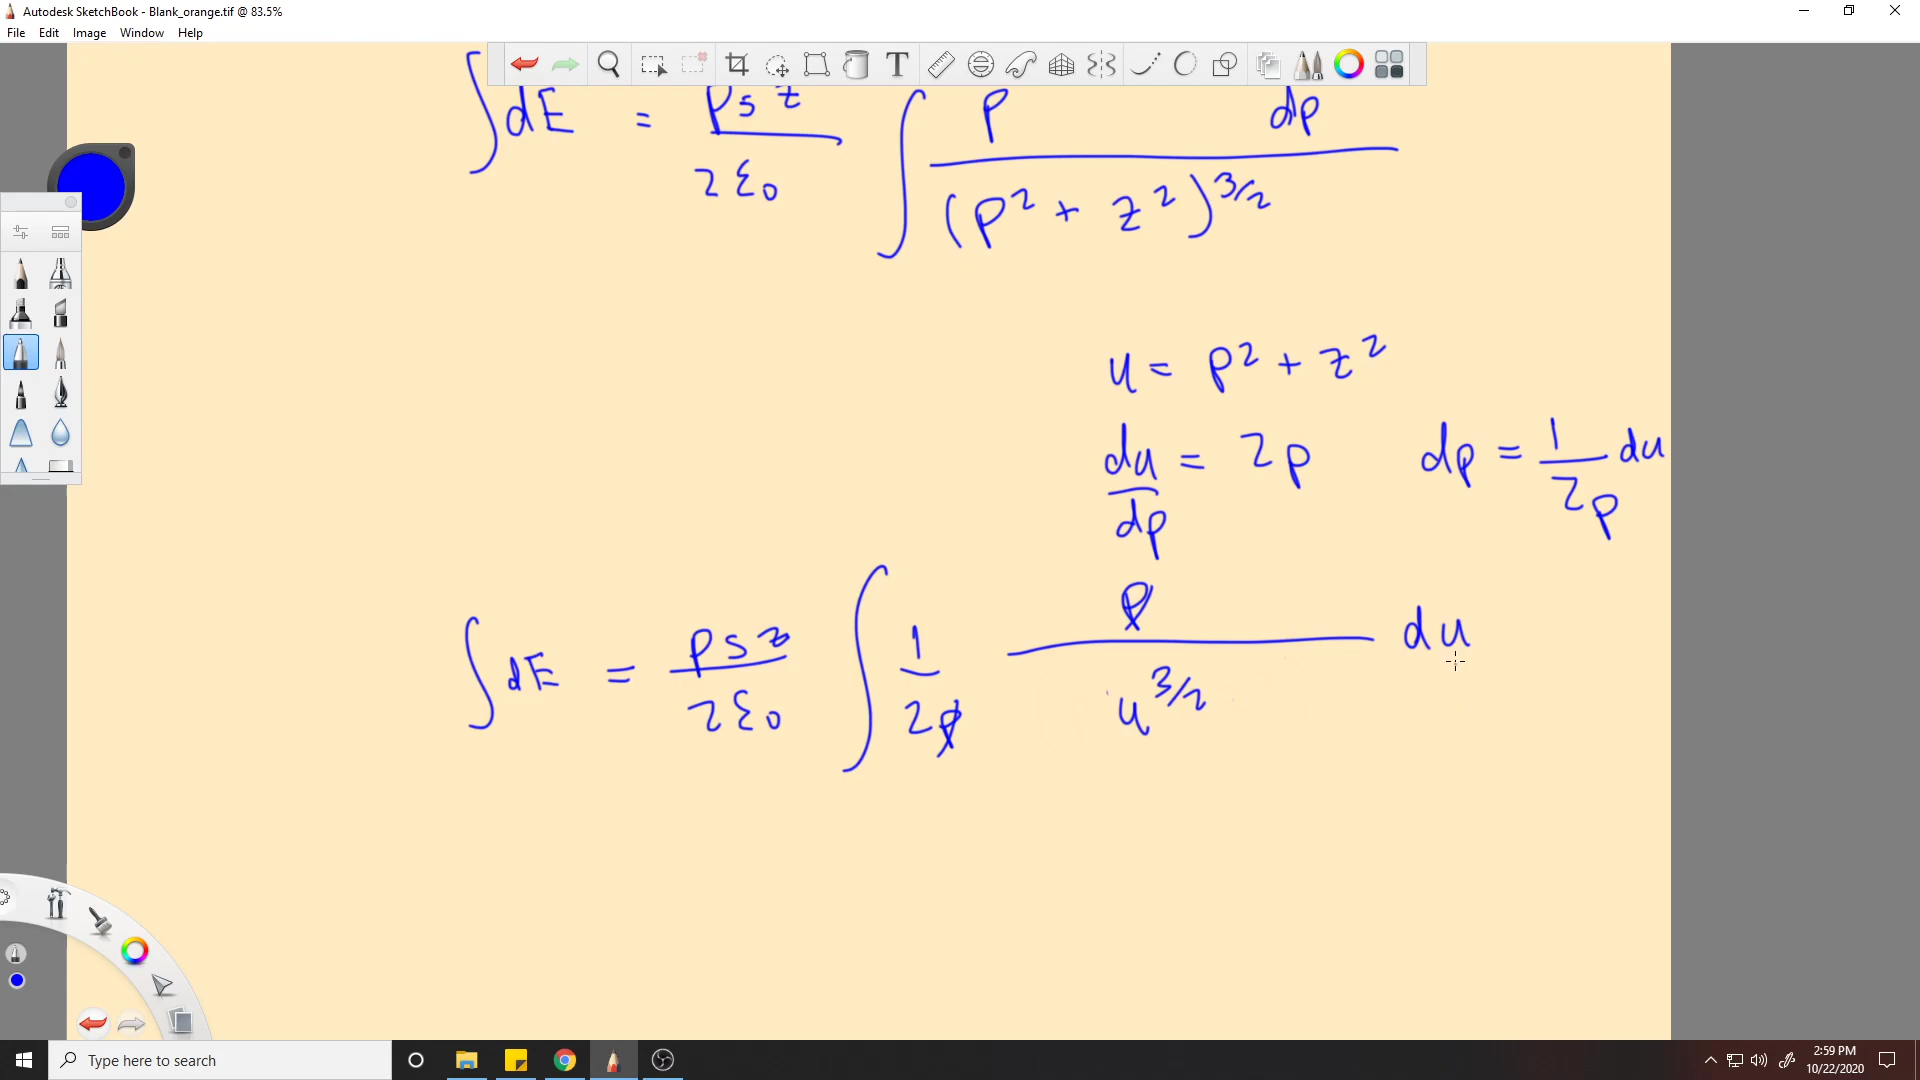 Autodesk SketchBook - Blank_orange.tif @ 83.5%
File Edit Image Window Help
T
∫dE = ρs z / 2ε₀ ∫ ρ dρ / (ρ² + z²)^3/2
u = ρ² + z²
du/dρ = 2ρ    dρ = 1/2ρ du
∫dE = ρs z / 2ε₀ ∫ 1/2ρ ρ / u^3/2 du
Type here to search
2:59 PM
10/22/2020